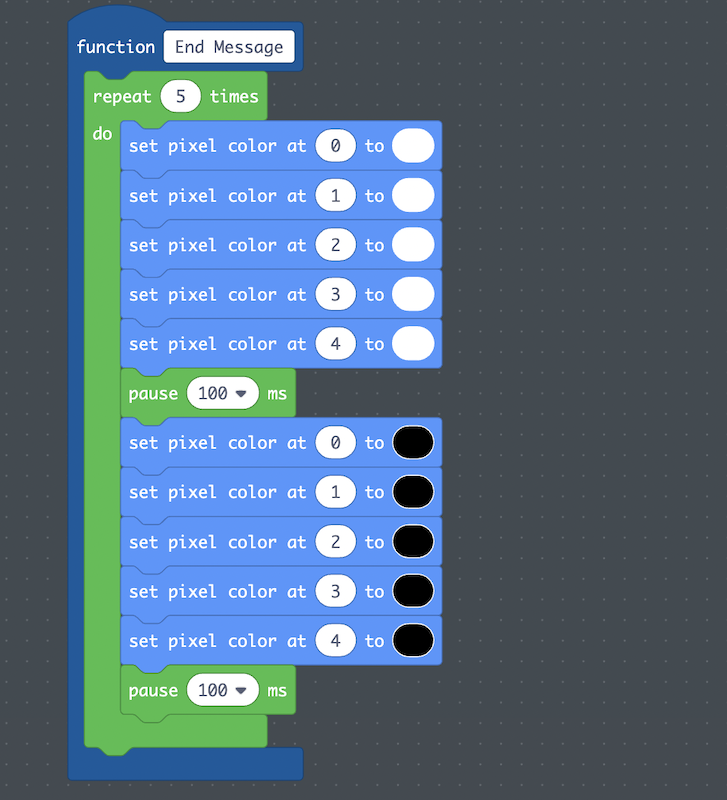 function End Message
repeat 5 times
do
set pixel color at 0 to
set pixel color at 1 to
set pixel color at 2 to
set pixel color at 3 to
set pixel color at 4 to
pause 100 ms
set pixel color at 0 to
set pixel color at 1 to
set pixel color at 2 to
set pixel color at 3 to
set pixel color at 4 to
pause 100 ms